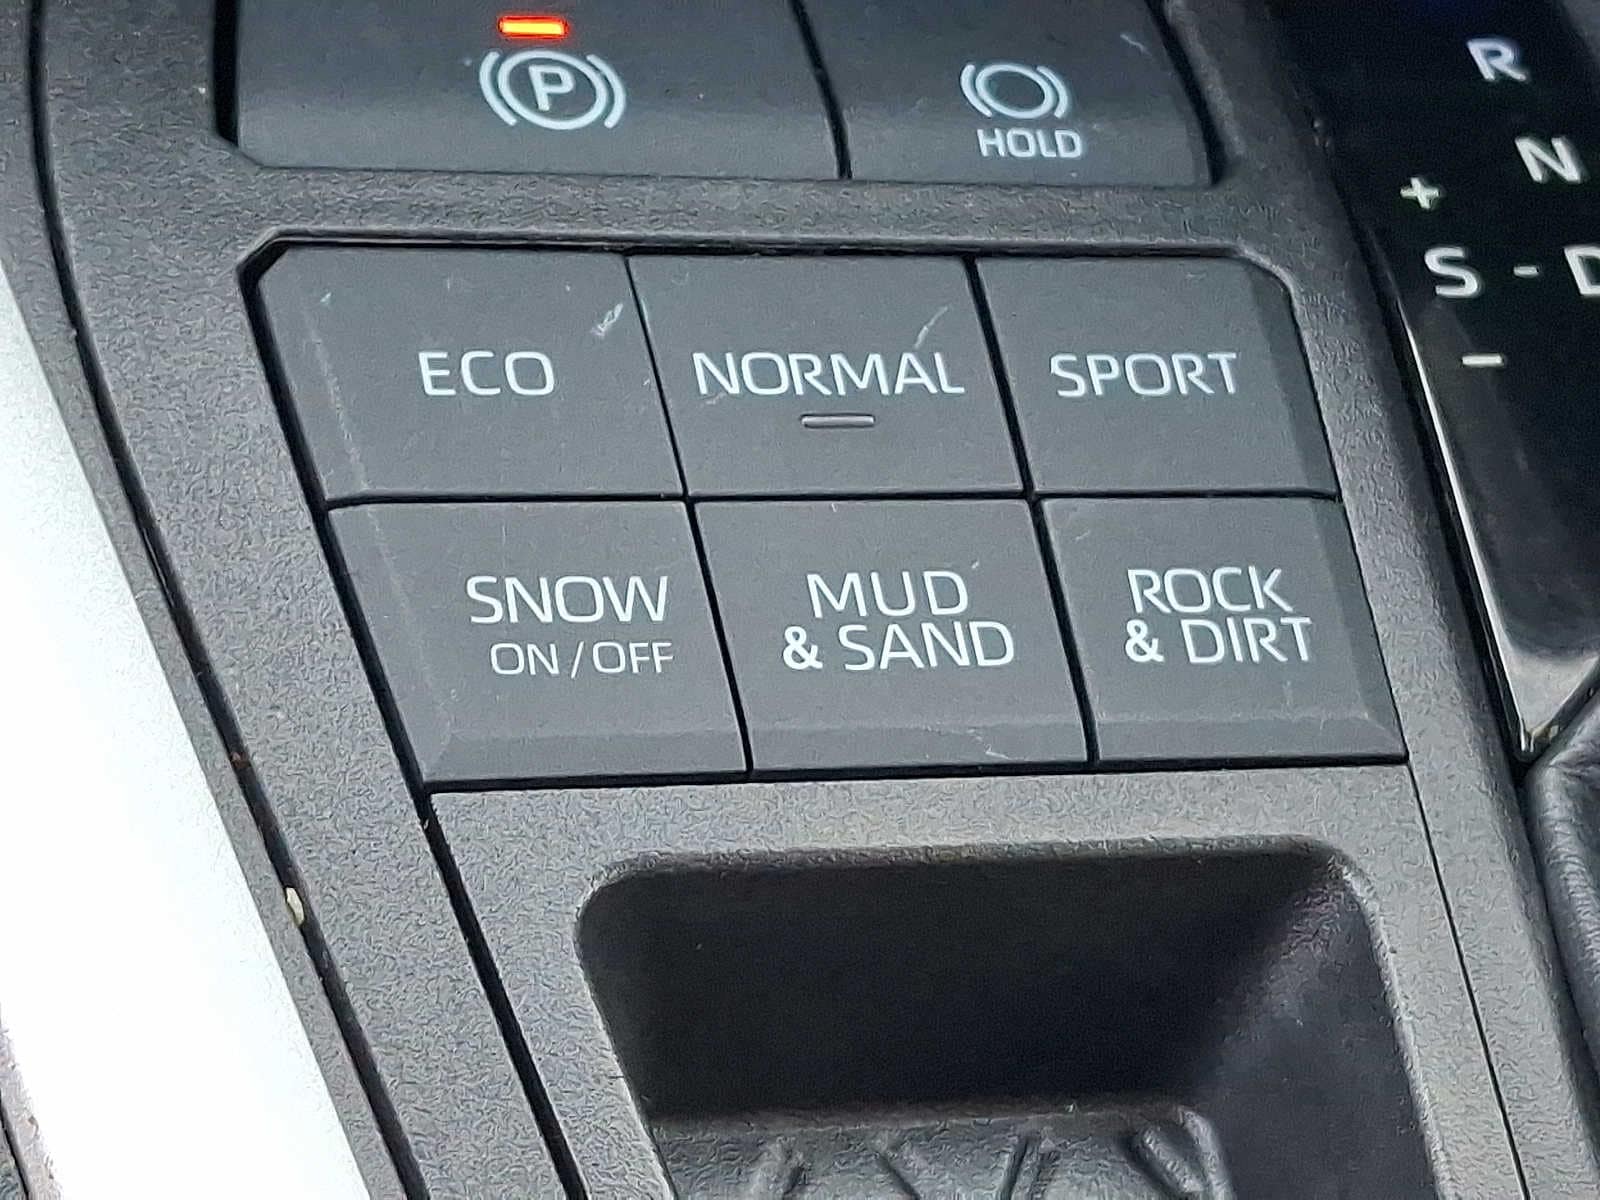 P
HOLD
R
N
+
S - D
−
ECO
NORMAL
SPORT
SNOW
ON / OFF
MUD
& SAND
ROCK
& DIRT